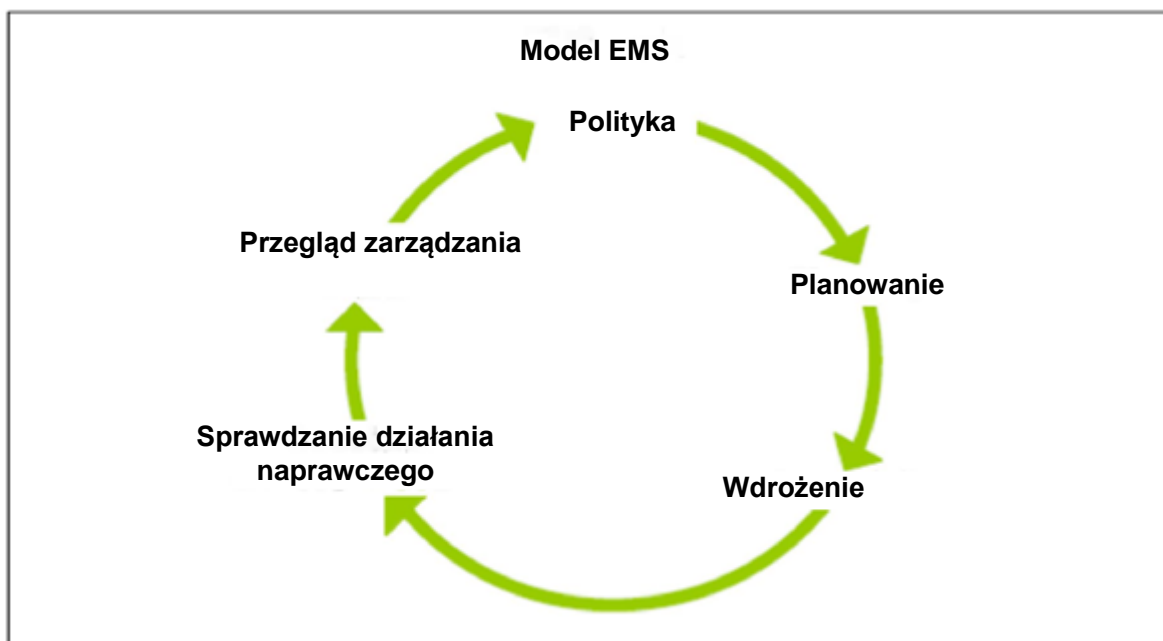 Model EMS
Polityka
Planowanie
Wdrożenie
Sprawdzanie działania
naprawczego
Przegląd zarządzania